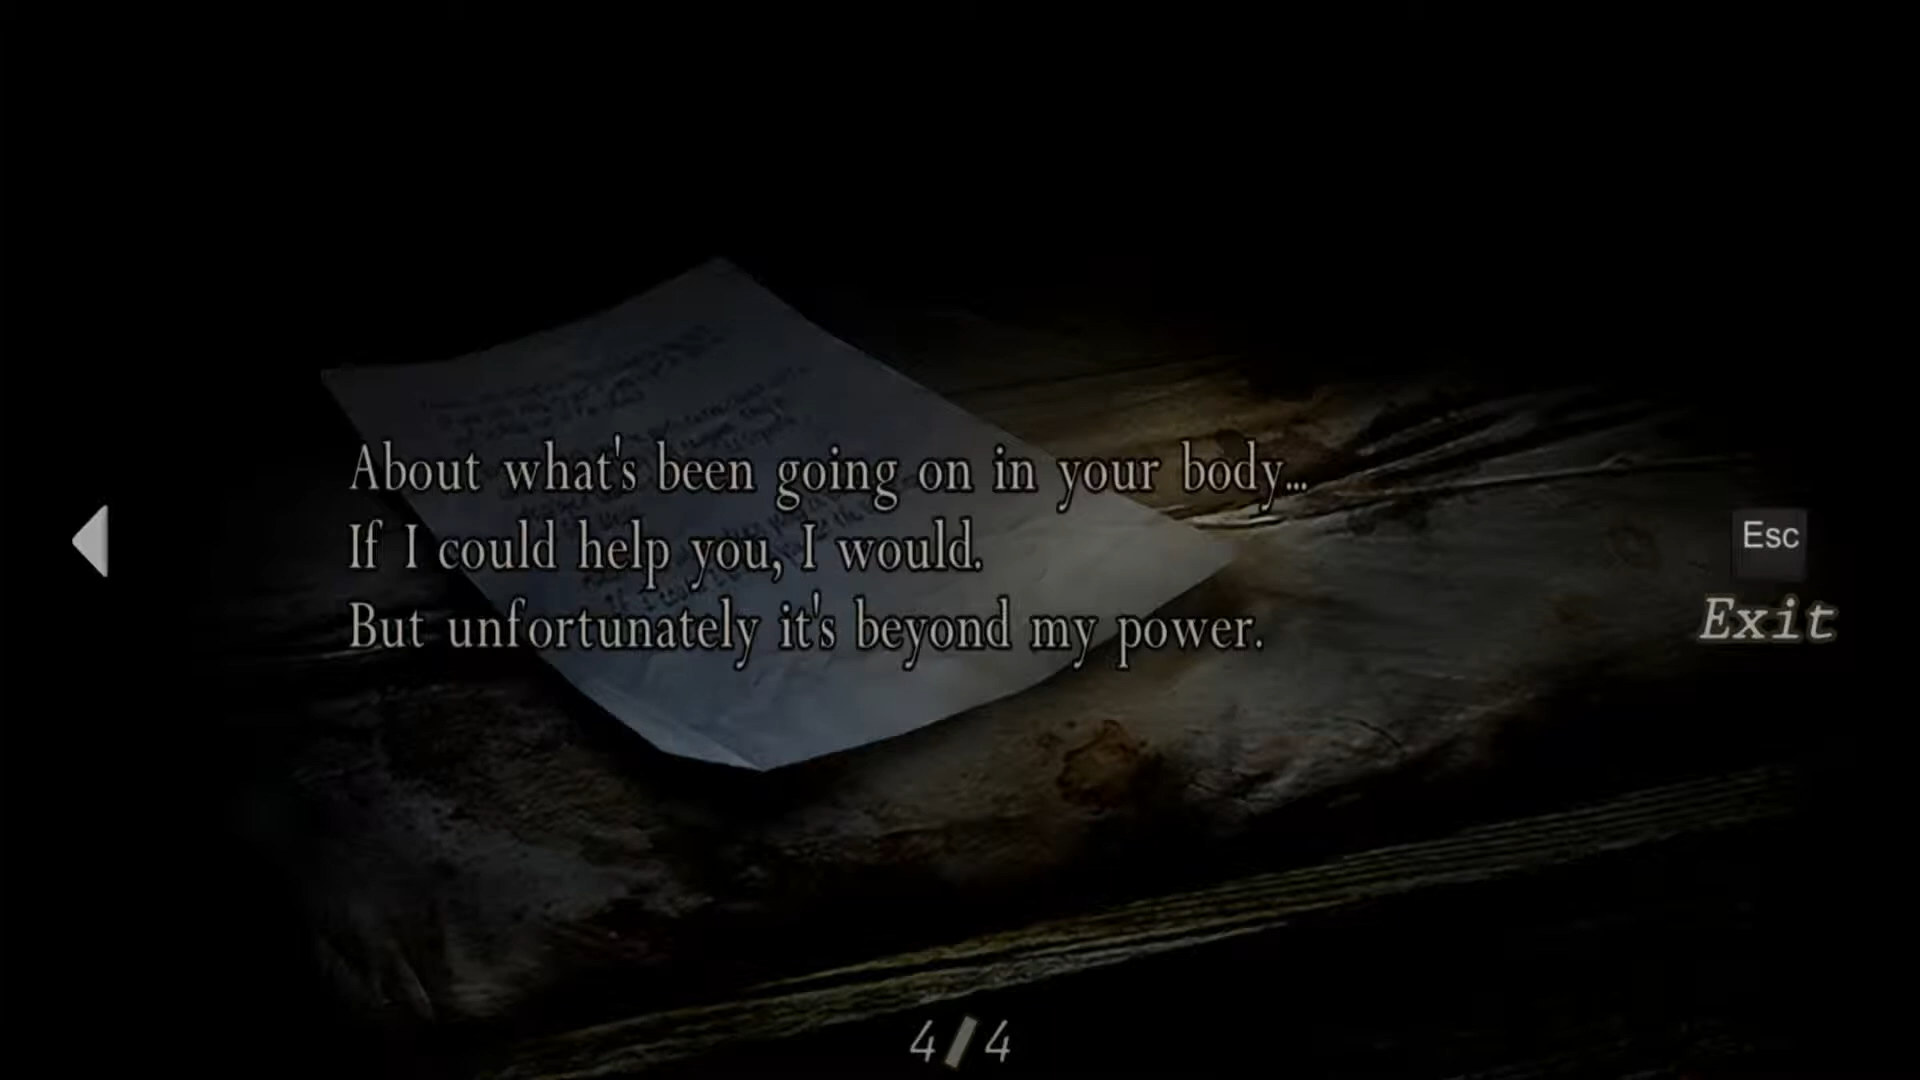 About what's been going on in your body...
If I could help you, I would.
But unfortunately it's beyond my power.
Esc
Exit
4/4